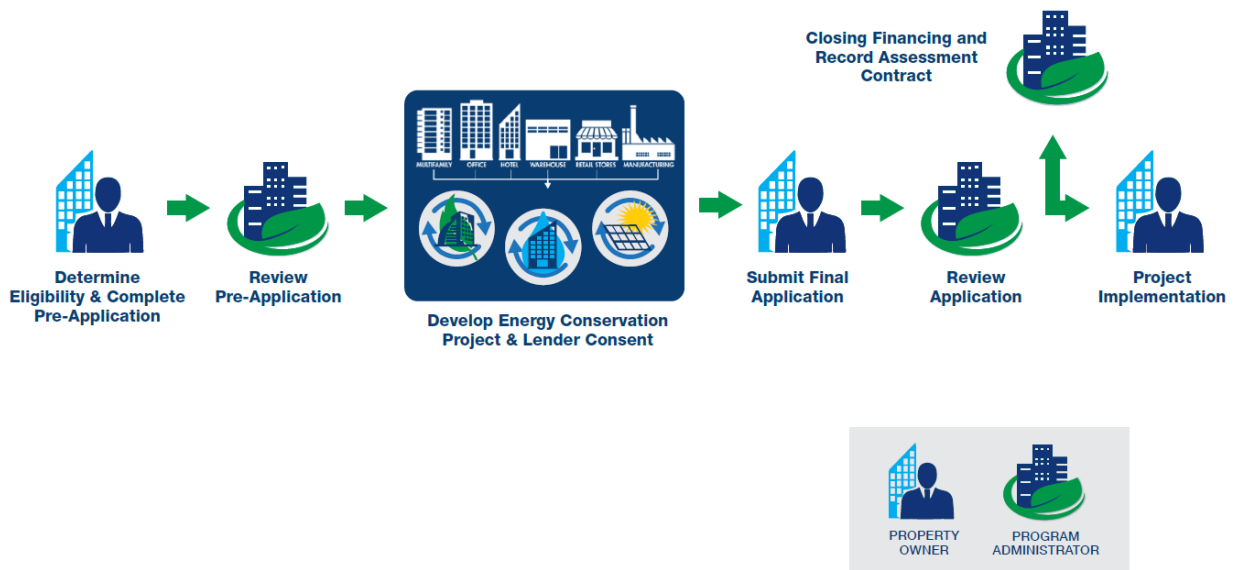 Closing Financing and
Record Assessment
Contract
MULTIFAMILY
OFFICE
HOTEL
WAREHOUSE
RETAIL STORES
MANUFACTURING
Determine
Eligibility & Complete
Pre-Application
Review
Pre-Application
Develop Energy Conservation
Project & Lender Consent
Submit Final
Application
Review
Application
Project
Implementation
PROPERTY
OWNER
PROGRAM
ADMINISTRATOR